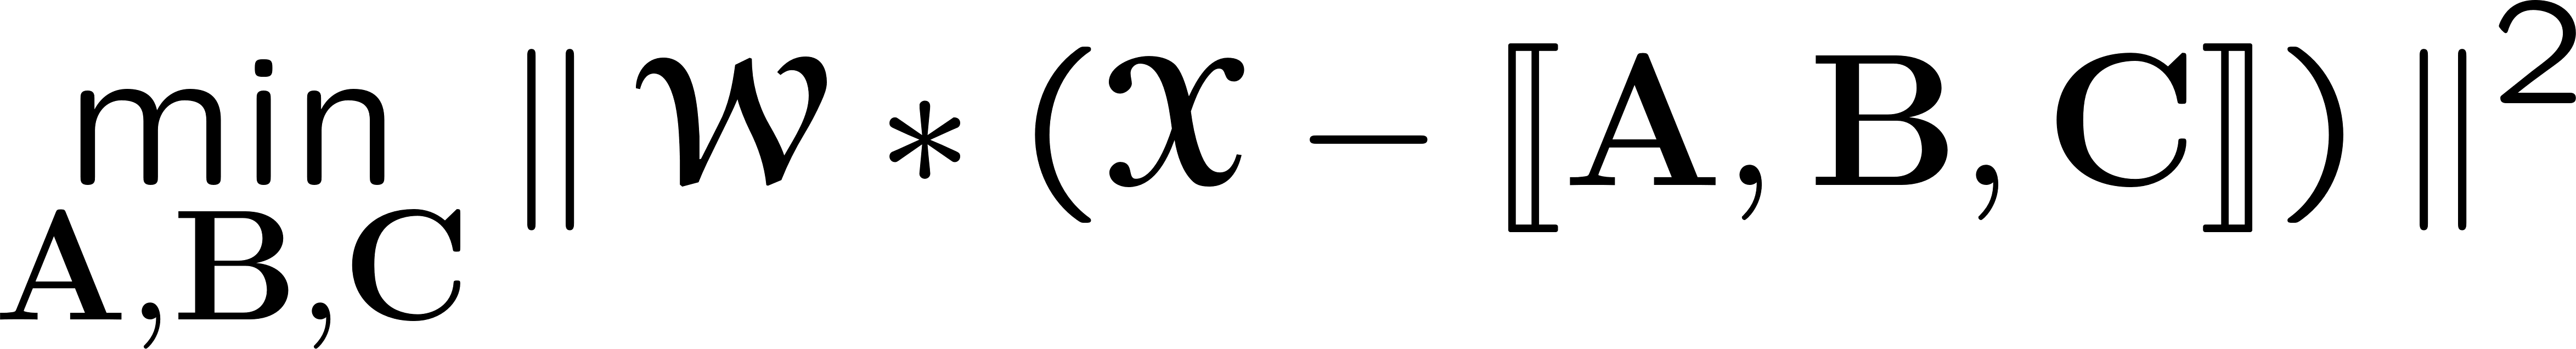 min ‖ 𝒲 * (𝒳 − ⟦𝐀, 𝐁, 𝐂⟧) ‖²
𝐀,𝐁,𝐂